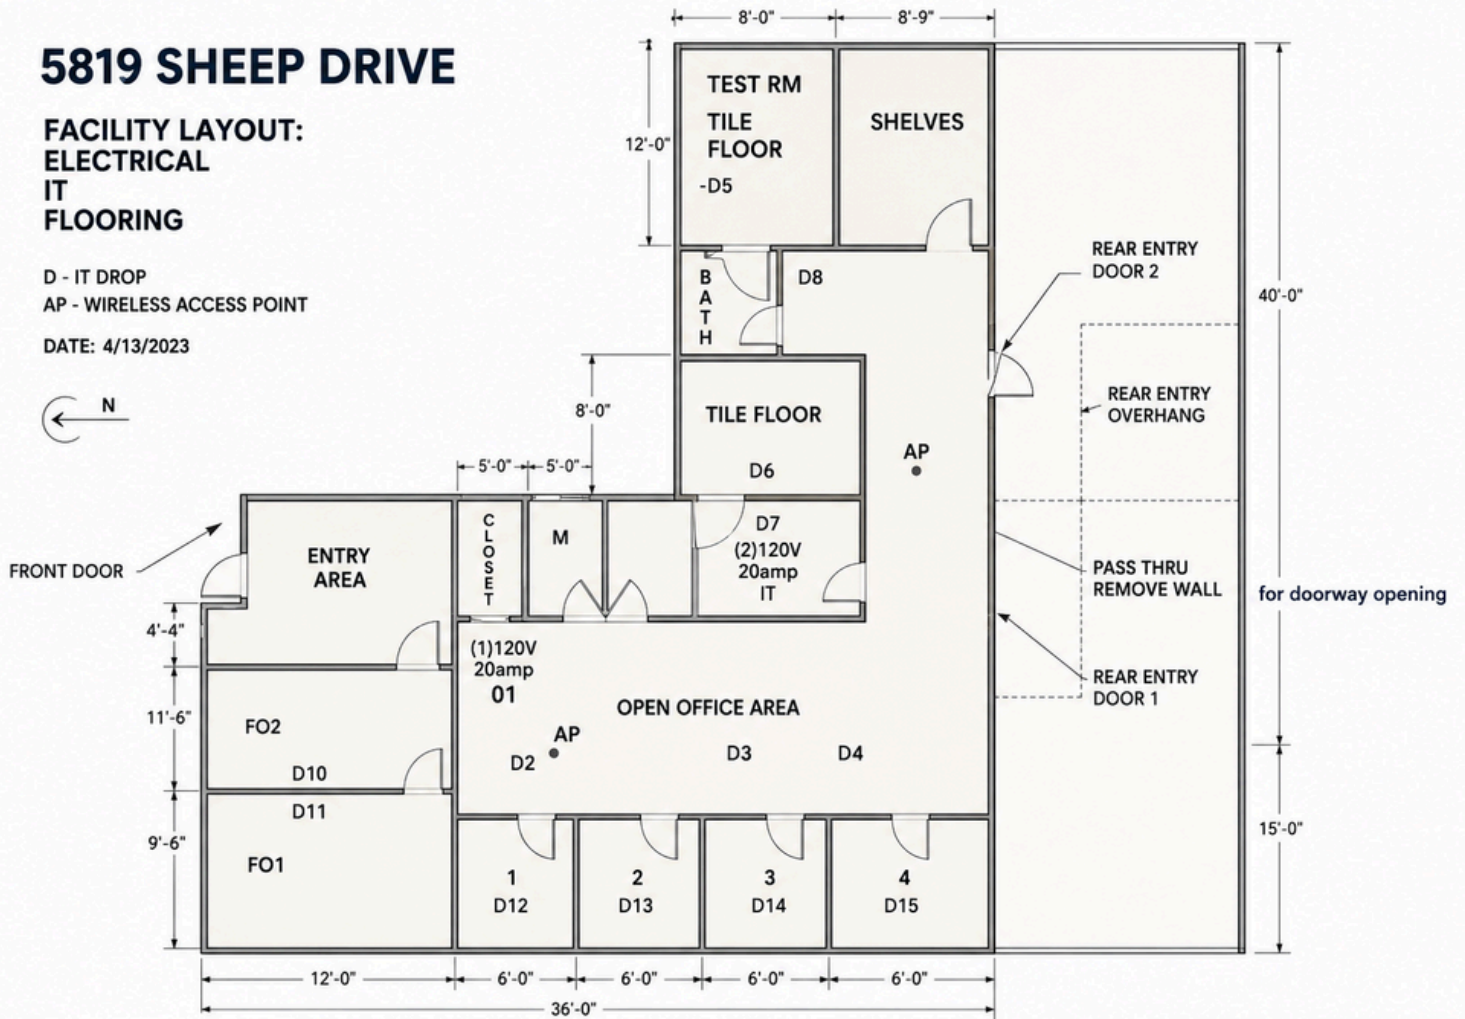 8'-0"
8'-9"
5819 SHEEP DRIVE
FACILITY LAYOUT:
ELECTRICAL
IT
FLOORING
D - IT DROP
AP - WIRELESS ACCESS POINT
DATE: 4/13/2023
N
12'-0"
TEST RM
TILE
FLOOR
-D5
SHELVES
BATH
D8
REAR ENTRY
DOOR 2
40'-0"
8'-0"
TILE FLOOR
D6
AP
REAR ENTRY
OVERHANG
5'-0"
5'-0"
FRONT DOOR
ENTRY
AREA
CLOSET
M
D7
(2)120V
20amp
IT
PASS THRU
REMOVE WALL
for doorway opening
4'-4"
(1)120V
20amp
01
OPEN OFFICE AREA
REAR ENTRY
DOOR 1
11'-6"
FO2
D10
AP
D2
D3
D4
9'-6"
D11
FO1
1
D12
2
D13
3
D14
4
D15
15'-0"
12'-0"
6'-0"
6'-0"
6'-0"
6'-0"
36'-0"